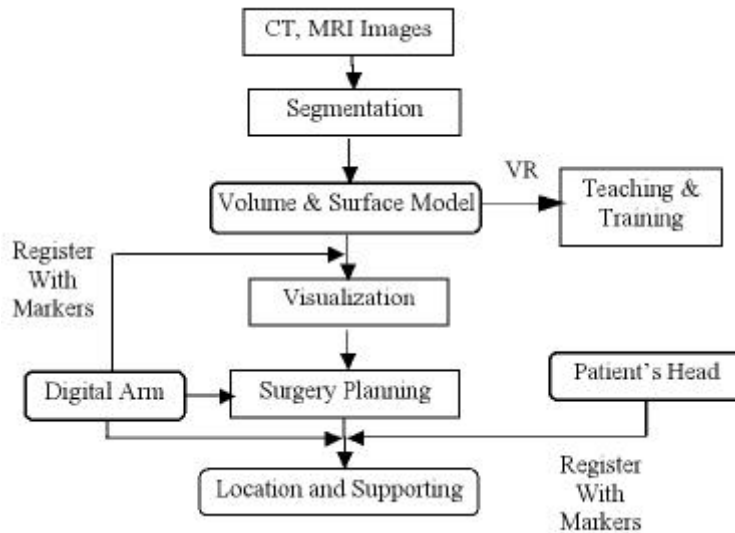 CT, MRI Images
Segmentation
Volume & Surface Model
VR
Teaching &
Training
Register
With
Markers
Visualization
Digital Arm
Surgery Planning
Patient's Head
Location and Supporting
Register
With
Markers